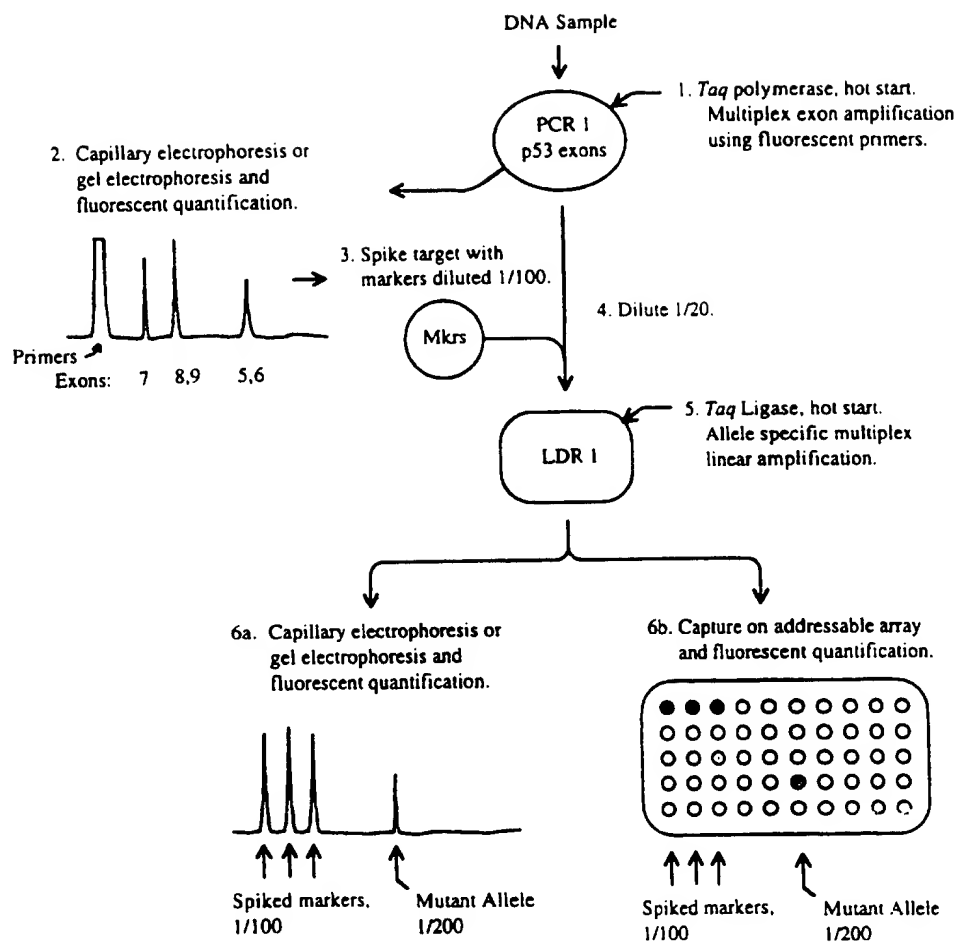 DNA Sample
PCR 1
p53 exons
1. Taq polymerase, hot start.
Multiplex exon amplification
using fluorescent primers.
2. Capillary electrophoresis or
gel electrophoresis and
fluorescent quantification.
Primers
Exons: 7 8,9 5,6
3. Spike target with
markers diluted 1/100.
Mkrs
4. Dilute 1/20.
LDR 1
5. Taq Ligase, hot start.
Allele specific multiplex
linear amplification.
6a. Capillary electrophoresis or
gel electrophoresis and
fluorescent quantification.
Spiked markers,
1/100
Mutant Allele
1/200
6b. Capture on addressable array
and fluorescent quantification.
Spiked markers,
1/100
Mutant Allele
1/200